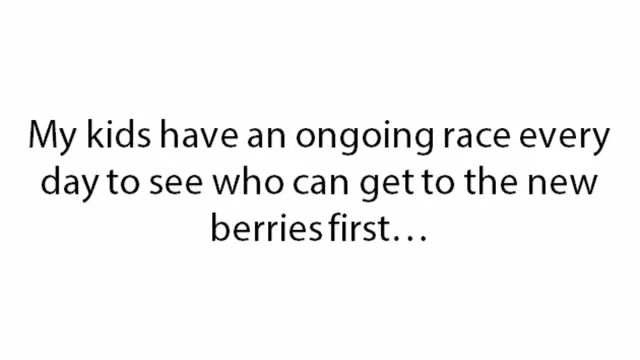 My kids have an ongoing race every
day to see who can get to the new
berries first…